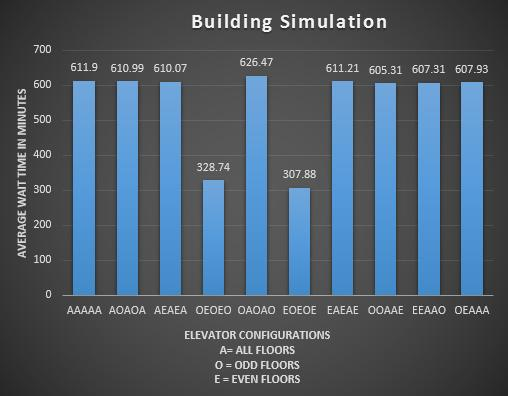 Building Simulation
AVERAGE WAIT TIME IN MINUTES
700
600
500
400
300
200
100
0
611.9
610.99
610.07
328.74
626.47
307.88
611.21
605.31
607.31
607.93
AAAAA
AOAOA
AEAEA
OEOEO
OAOAO
EOEOE
EAEAE
OOAAE
EEAAO
OEAAA
ELEVATOR CONFIGURATIONS
A= ALL FLOORS
O = ODD FLOORS
E = EVEN FLOORS